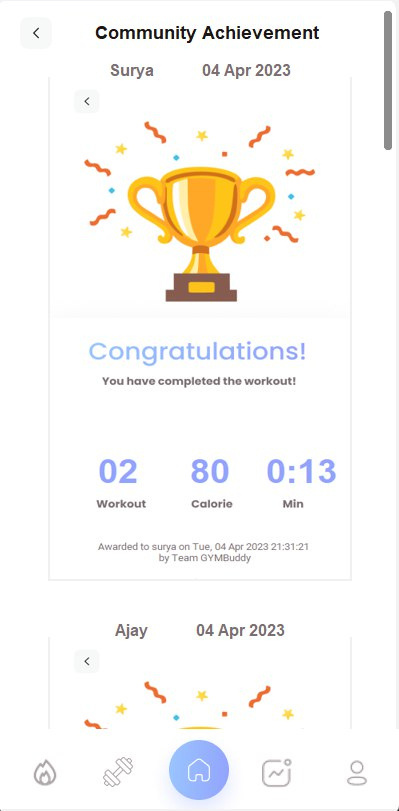 Community Achievement
Surya 04 Apr 2023
Congratulations!
You have completed the workout!
02 80 0:13
Workout Calorie Min
Awarded to surya on Tue, 04 Apr 2023 21:31:21
by Team GYMBuddy
Ajay 04 Apr 2023